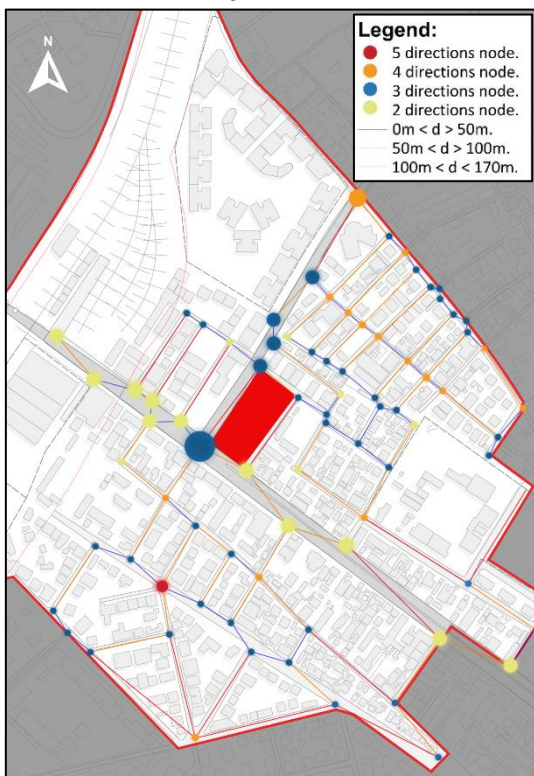 N
Legend:
5 directions node.
4 directions node.
3 directions node.
2 directions node.
0m < d > 50m.
50m < d > 100m.
100m < d < 170m.